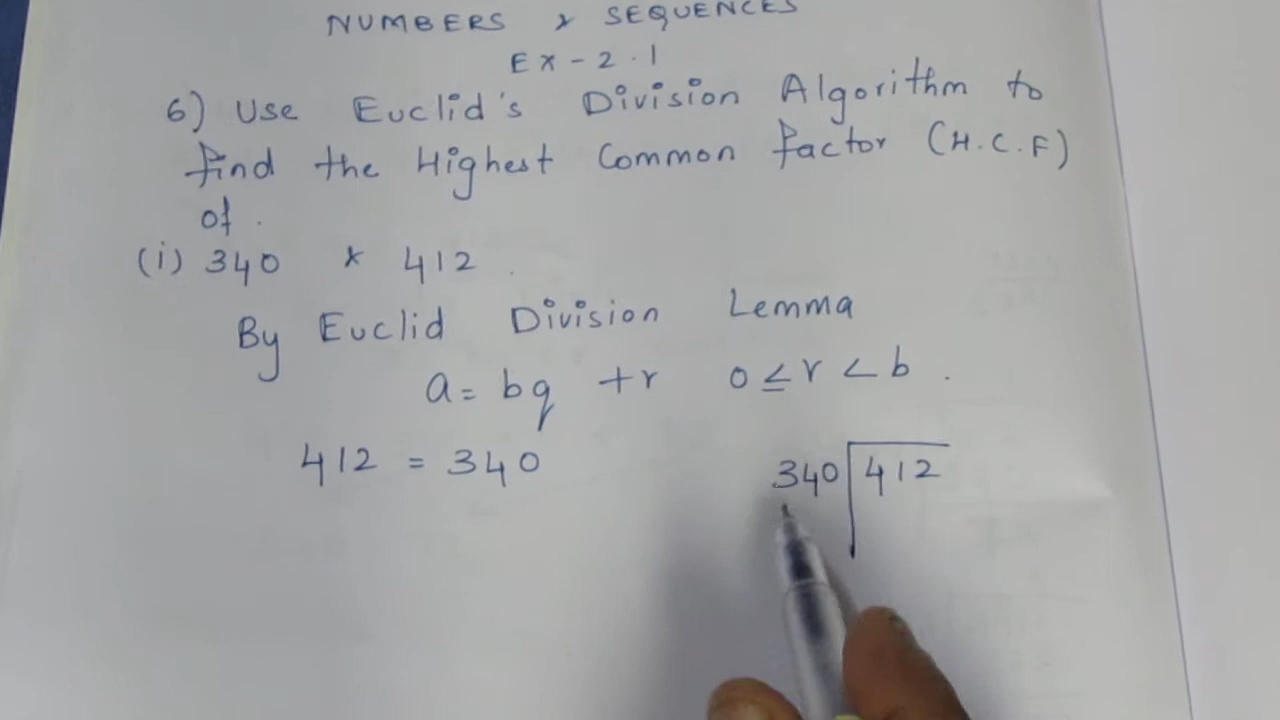 NUMBERS & SEQUENCES
EX-2.1
6) Use Euclid's Division Algorithm to
find the Highest Common factor (H.C.F)
of.
(i) 340 & 412.
By Euclid Division Lemma
a = bq + r 0 ≤ r < b.
412 = 340
340 412